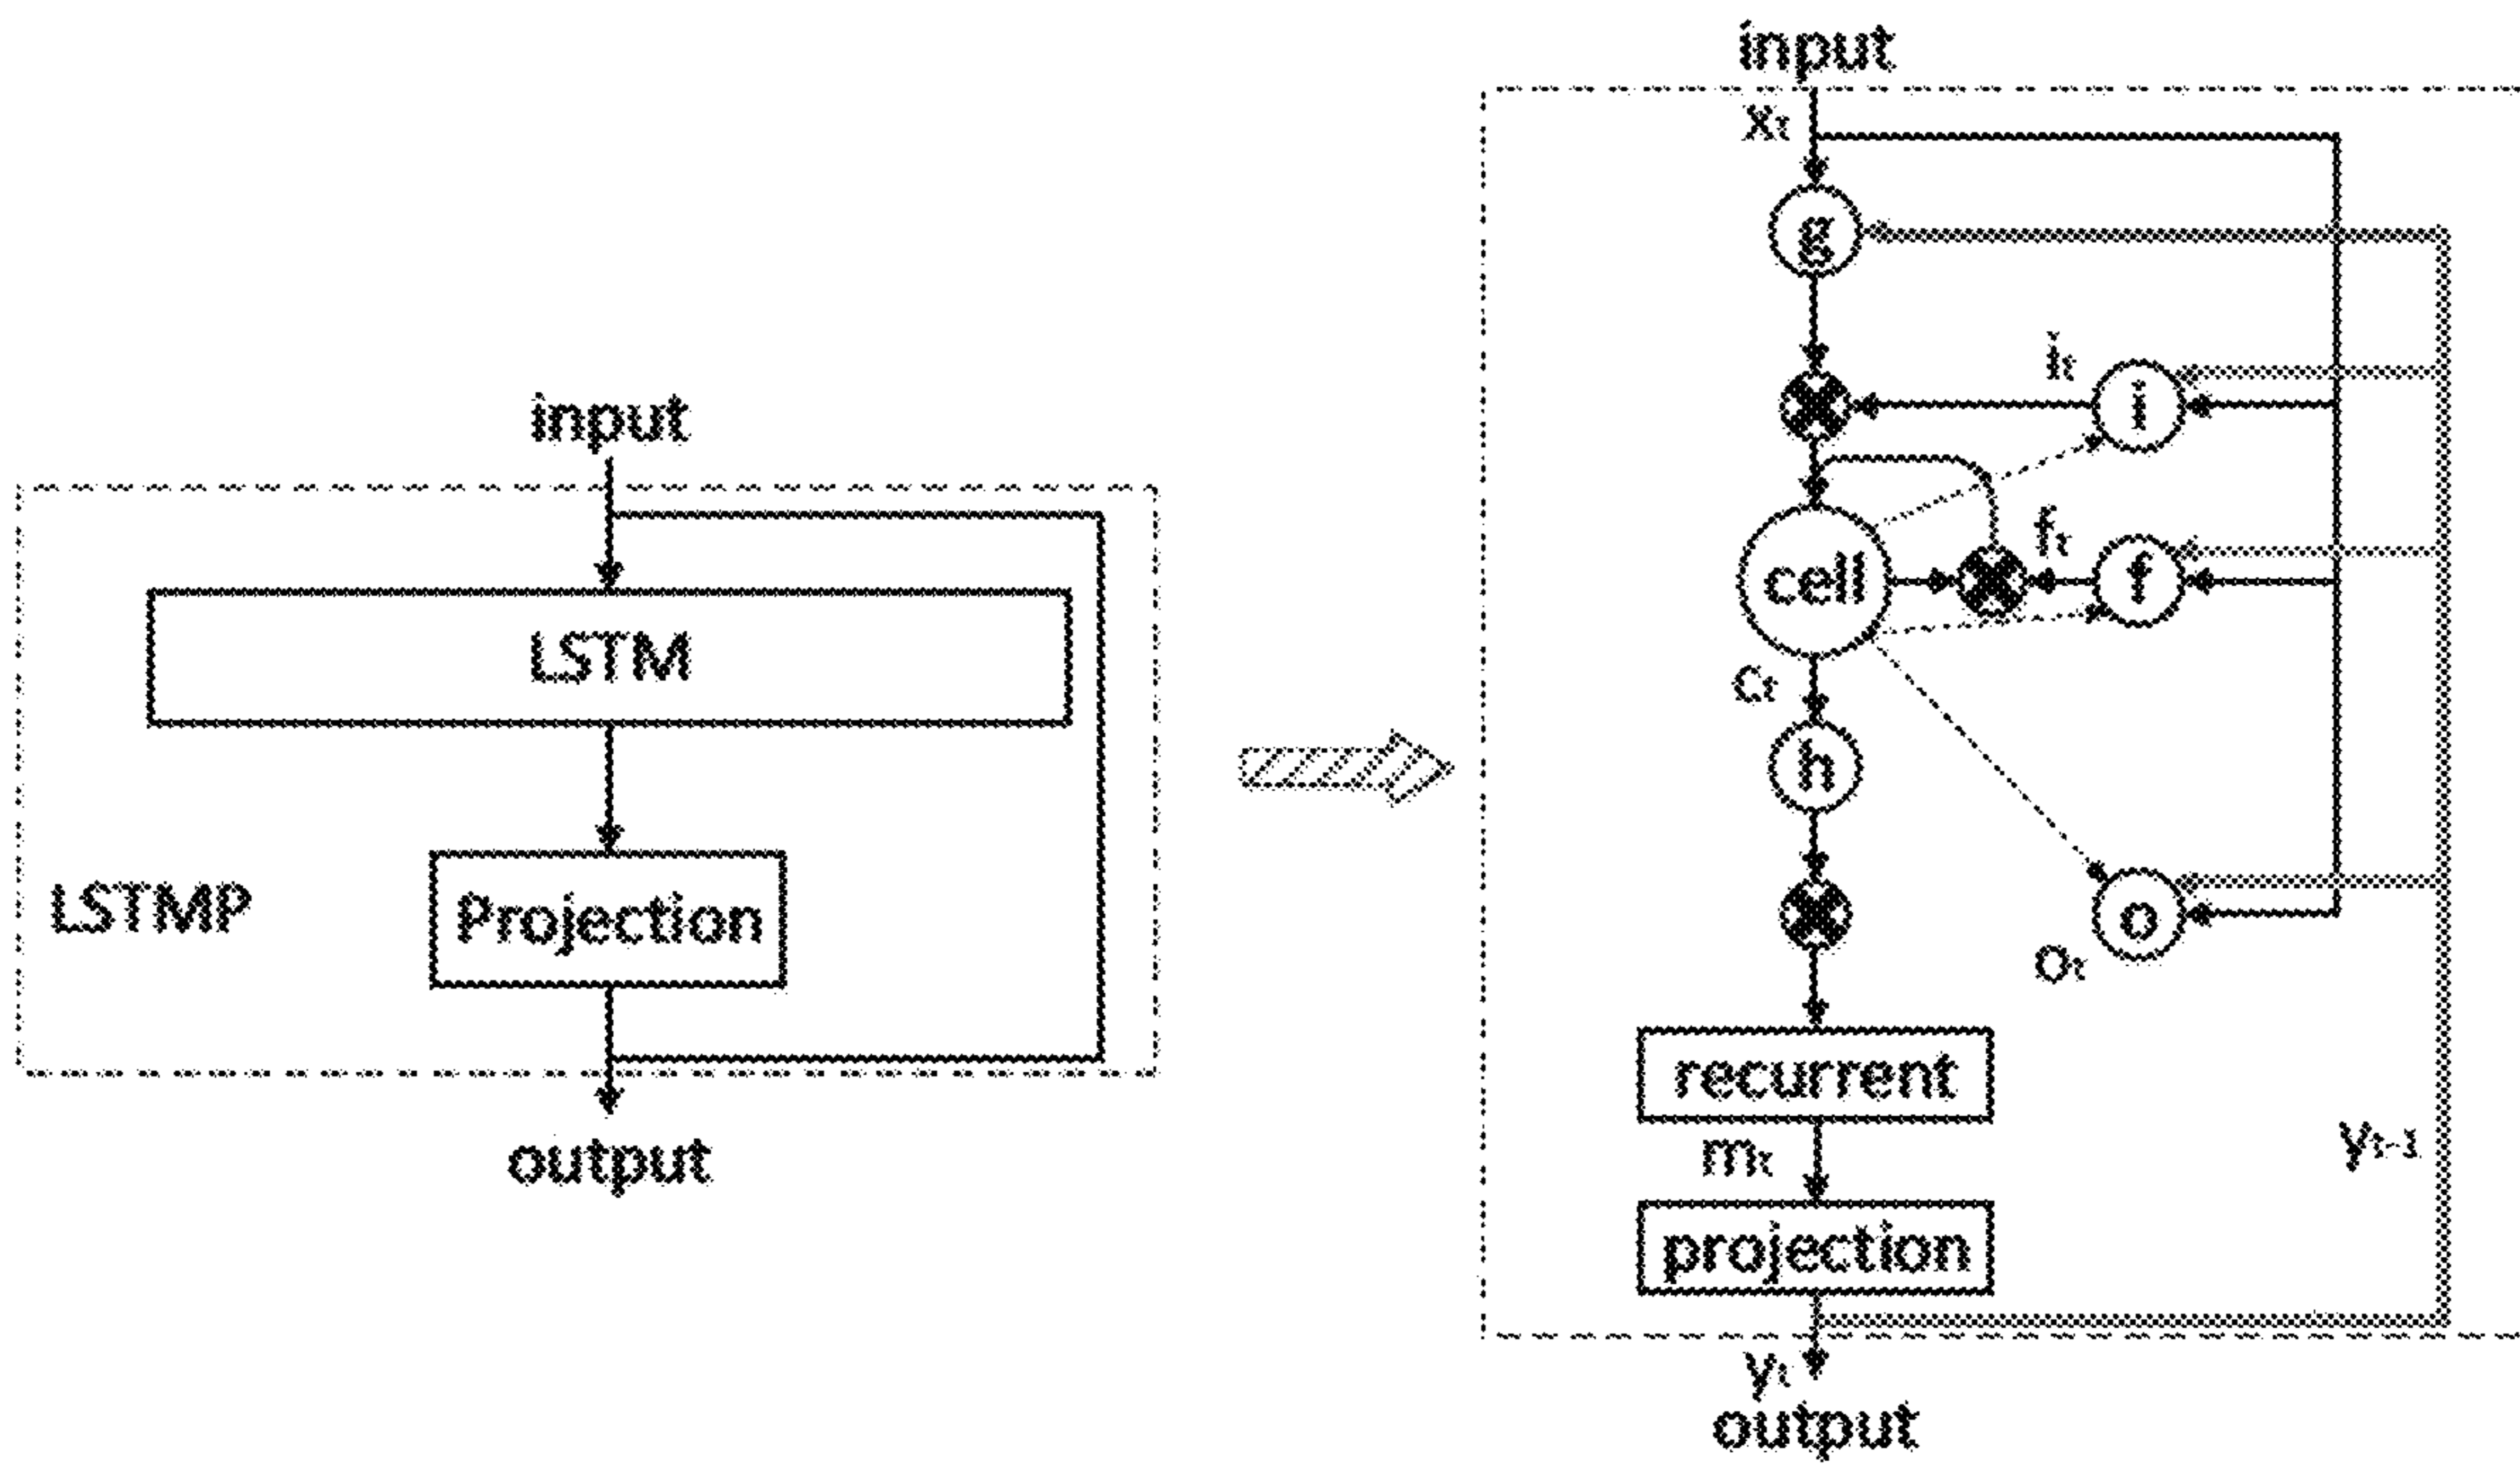 input
LSTM
LSTMP
Projection
output
input
xt
g
it
i
ft
cell
f
ct
h
o
ot
recurrent
mt
yt-1
projection
yt
output